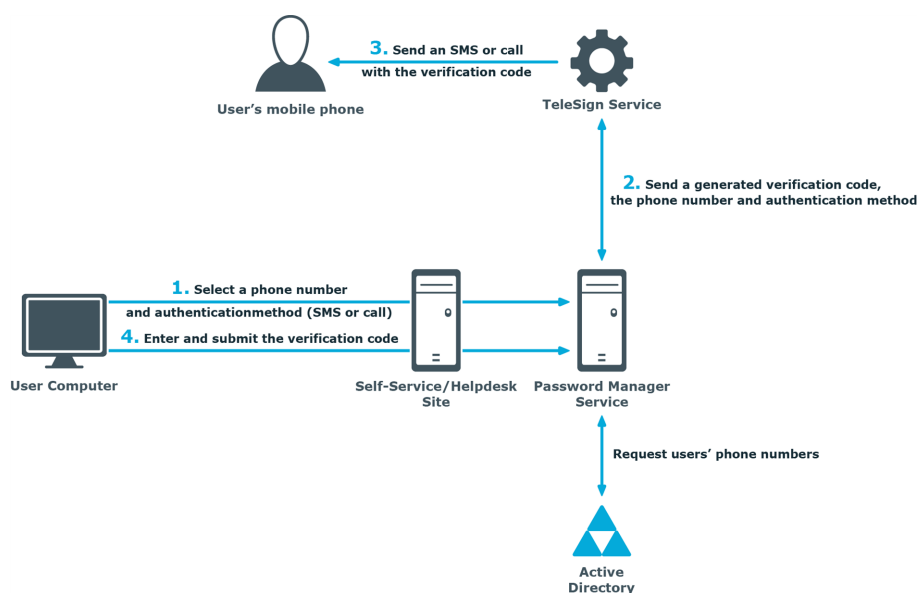 3. Send an SMS or call
with the verification code
User's mobile phone
TeleSign Service
2. Send a generated verification code,
the phone number and authentication method
1. Select a phone number
and authenticationmethod (SMS or call)
4. Enter and submit the verification code
User Computer
Self-Service/Helpdesk
Site
Password Manager
Service
Request users' phone numbers
Active
Directory